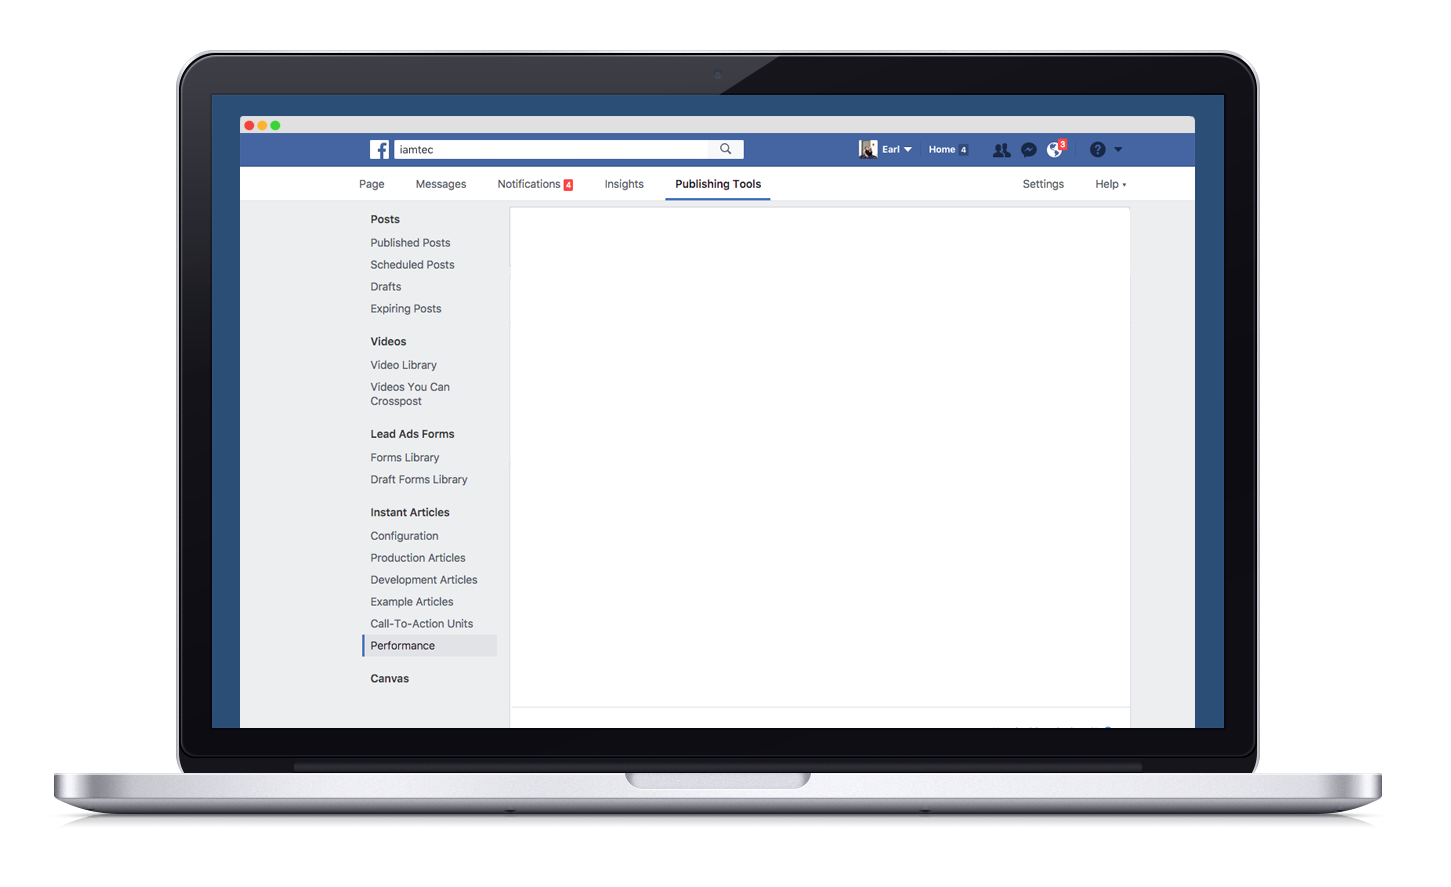 f iamtec Earl Home 4 3 ?
Page Messages Notifications 4 Insights Publishing Tools Settings Help
Posts
Published Posts
Scheduled Posts
Drafts
Expiring Posts
Videos
Video Library
Videos You Can
Crosspost
Lead Ads Forms
Forms Library
Draft Forms Library
Instant Articles
Configuration
Production Articles
Development Articles
Example Articles
Call-To-Action Units
Performance
Canvas